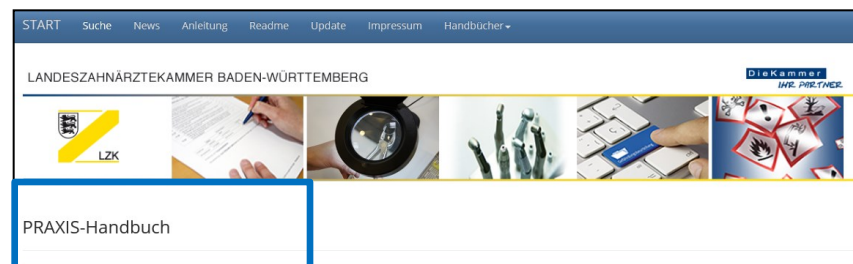 START Suche News Anleitung Readme Update Impressum Handbücher
LANDESZAHNÄRZTEKAMMER BADEN-WÜRTTEMBERG
DieKammer
IHR PARTNER
LZK
PRAXIS-Handbuch